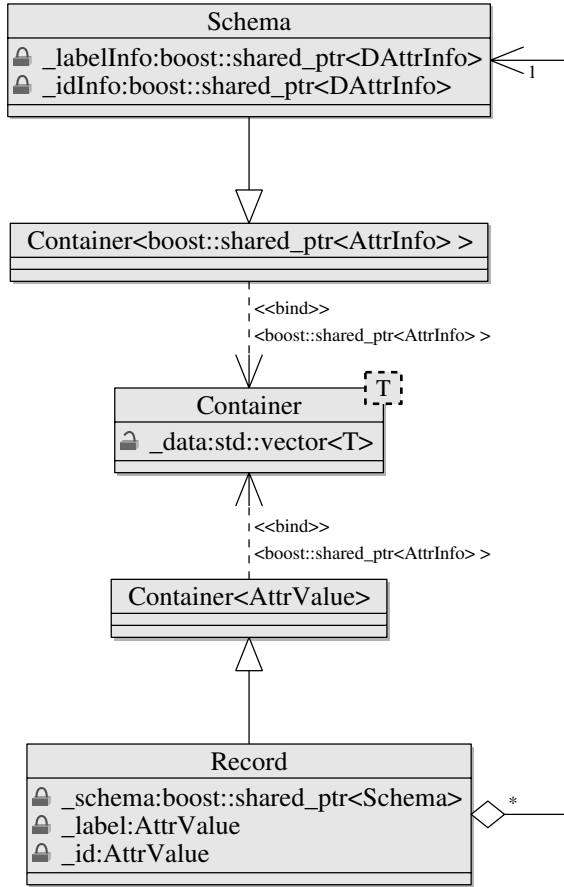 Schema
_labelInfo:boost::shared_ptr<DAttrInfo>
_idInfo:boost::shared_ptr<DAttrInfo>
1
Container<boost::shared_ptr<AttrInfo> >
<<bind>>
<boost::shared_ptr<AttrInfo> >
T
Container
_data:std::vector<T>
<<bind>>
<boost::shared_ptr<AttrInfo> >
Container<AttrValue>
Record
_schema:boost::shared_ptr<Schema>
*
_label:AttrValue
_id:AttrValue